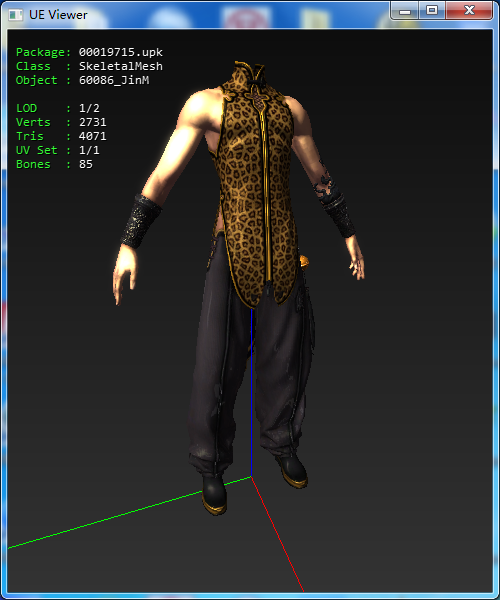 UE Viewer
Package: 00019715.upk
Class  : SkeletalMesh
Object : 60086_JinM
LOD    : 1/2
Verts  : 2731
Tris   : 4071
UV Set : 1/1
Bones  : 85